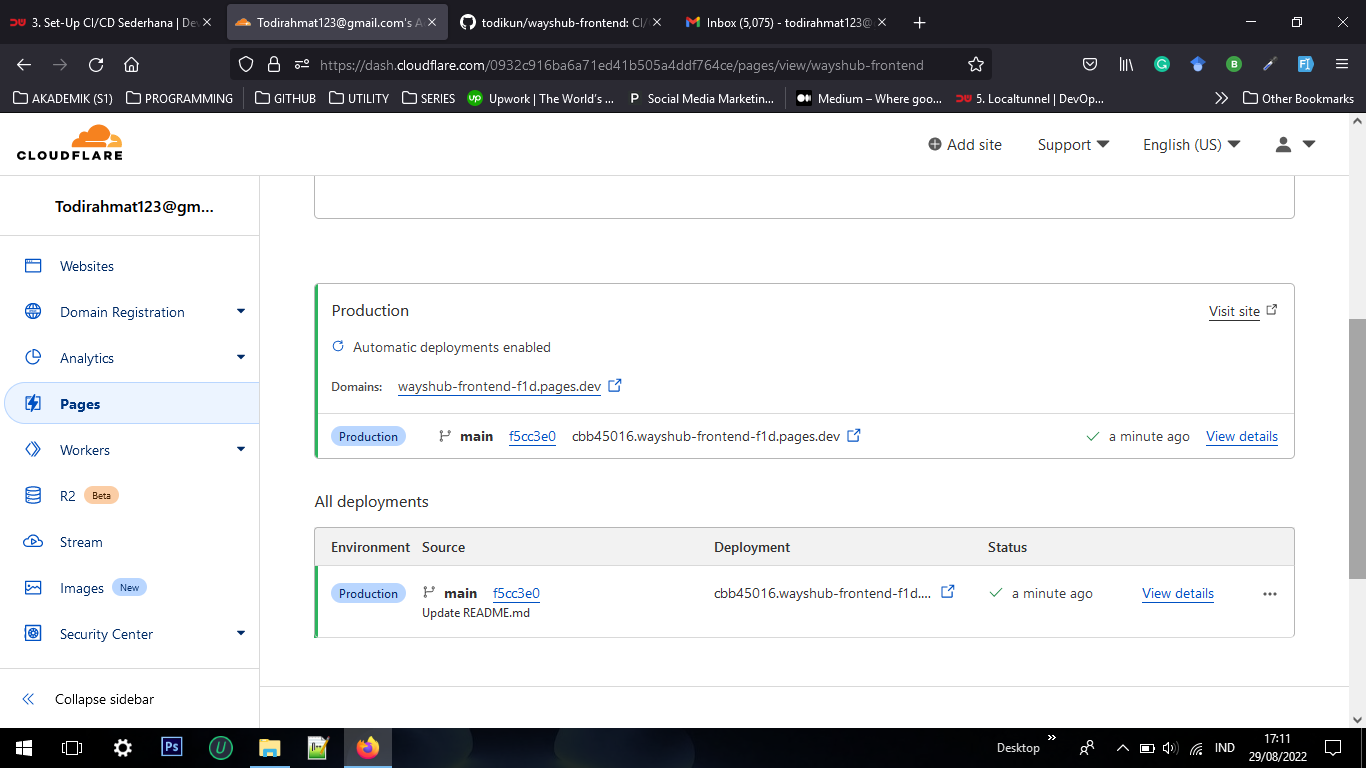 3. Set-Up CI/CD Sederhana | De
Todirahmat123@gmail.com's A
todikun/wayshub-frontend: CI/
Inbox (5,075) - todirahmat123@
https://dash.cloudflare.com/0932c916ba6a71ed41b505a4ddf764ce/pages/view/wayshub-frontend
AKADEMIK (S1)
PROGRAMMING
GITHUB
UTILITY
SERIES
Upwork | The World's ...
Social Media Marketin...
Medium – Where goo...
5. Localtunnel | DevOp...
Other Bookmarks
CLOUDFLARE
Add site
Support
English (US)
Todirahmat123@gm...
Websites
Domain Registration
Analytics
Pages
Workers
R2 Beta
Stream
Images New
Security Center
Collapse sidebar
Production
Visit site
Automatic deployments enabled
Domains: wayshub-frontend-f1d.pages.dev
Production main f5cc3e0 cbb45016.wayshub-frontend-f1d.pages.dev a minute ago View details
All deployments
Environment Source Deployment Status
Production main f5cc3e0 cbb45016.wayshub-frontend-f1d.... a minute ago View details
Update README.md
Ps
Desktop
IND
17:11
29/08/2022